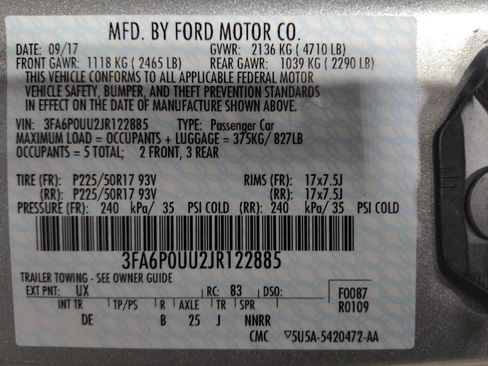 MFD. BY FORD MOTOR CO.
DATE: 09/17 GVWR: 2136 KG ( 4710 LB)
FRONT GAWR: 1118 KG ( 2465 LB) REAR GAWR: 1039 KG ( 2290 LB)
THIS VEHICLE CONFORMS TO ALL APPLICABLE FEDERAL MOTOR
VEHICLE SAFETY, BUMPER, AND THEFT PREVENTION STANDARDS
IN EFFECT ON THE DATE OF MANUFACTURE SHOWN ABOVE.
VIN: 3FA6P0UU2JR122885 TYPE: Passenger Car
MAXIMUM LOAD = OCCUPANTS + LUGGAGE = 375KG/ 827LB
OCCUPANTS = 5 TOTAL; 2 FRONT, 3 REAR
TIRE (FR): P225/50R17 93V RIMS (FR): 17x7.5J
(RR): P225/50R17 93V (RR): 17x7.5J
PRESSURE (FR): 240 kPa/ 35 PSI COLD (RR): 240 kPa/ 35 PSI COLD
3FA6P0UU2JR122885
TRAILER TOWING - SEE OWNER GUIDE
EXT PNT: UX RC: 83 DSO: F0087
R0109
INT TR TP/PS R AXLE TR SPR
DE B 25 J NNRR
CMC ▽5U5A-5420472-AA